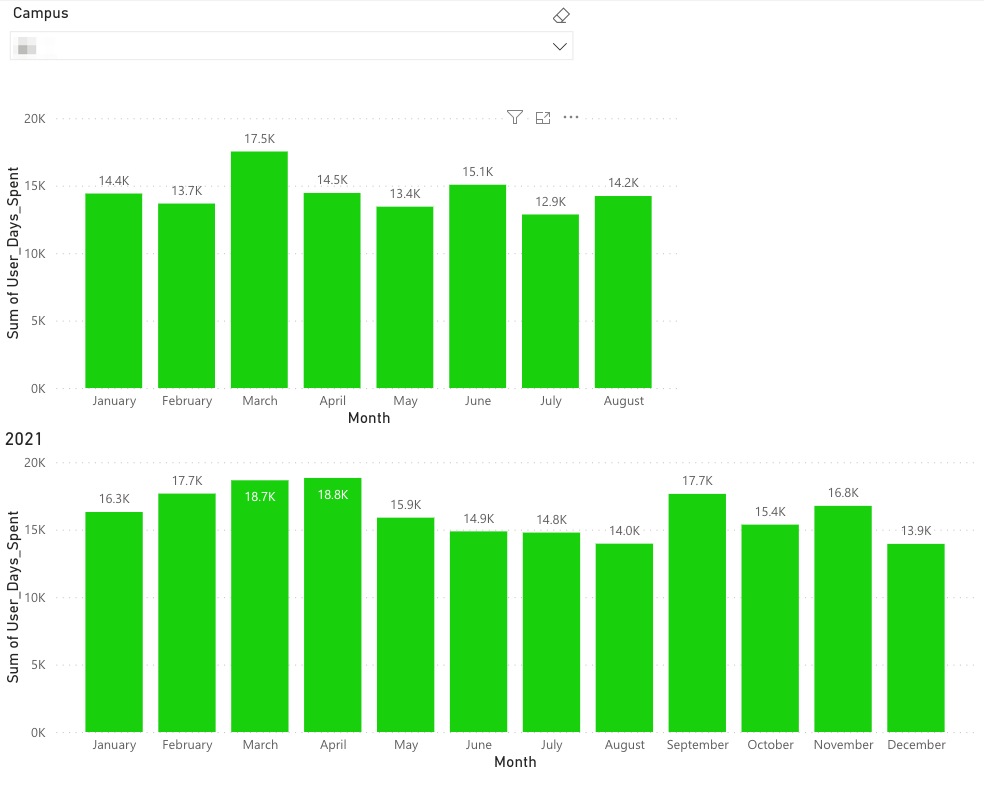 Campus
20K
17.5K
15.1K
14.4K
14.5K
14.2K
13.7K
13.4K
12.9K
15K
10K
5K
0K
Sum of User_Days_Spent
January February March April May June July August
Month
2021
20K
18.7K
18.8K
17.7K
17.7K
16.3K
16.8K
15.9K
15.4K
14.9K
14.8K
14.0K
13.9K
15K
10K
5K
0K
Sum of User_Days_Spent
January February March April May June July August September October November December
Month